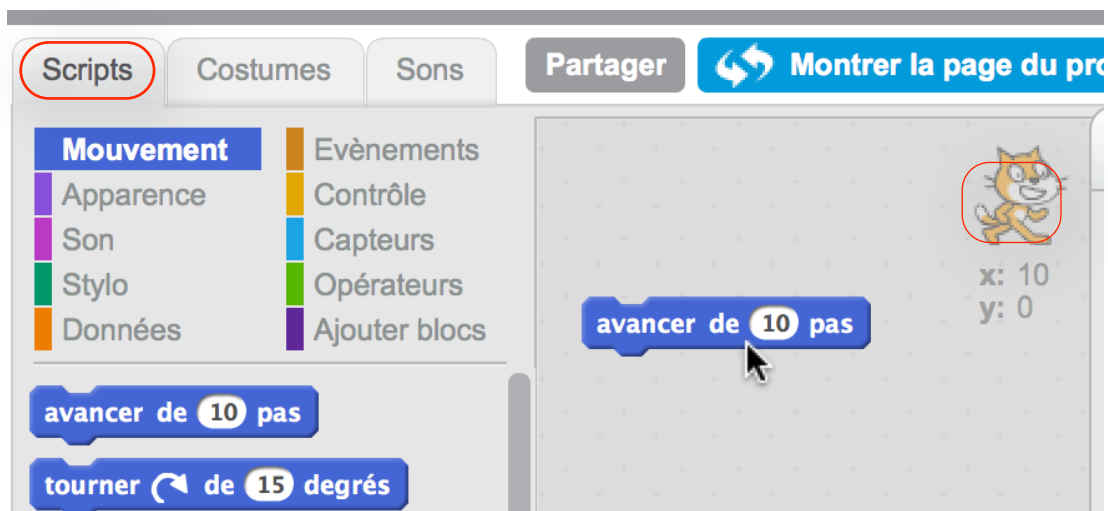 Scripts Costumes Sons Partager Montrer la page du pro
Mouvement Evènements
Apparence Contrôle
Son Capteurs
Stylo Opérateurs
Données Ajouter blocs
x: 10
y: 0
avancer de 10 pas
avancer de 10 pas
tourner de 15 degrés